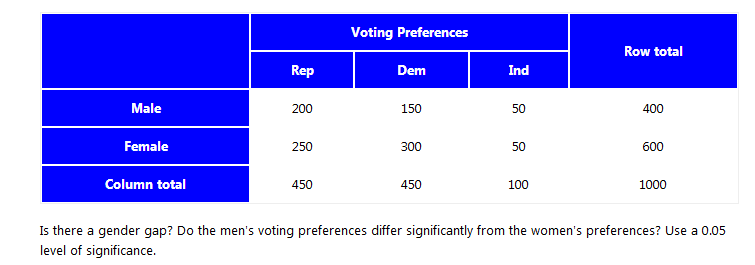 Voting Preferences
Row total
Rep Dem Ind
Male 200 150 50 400
Female 250 300 50 600
Column total 450 450 100 1000
Is there a gender gap? Do the men's voting preferences differ significantly from the women's preferences? Use a 0.05
level of significance.